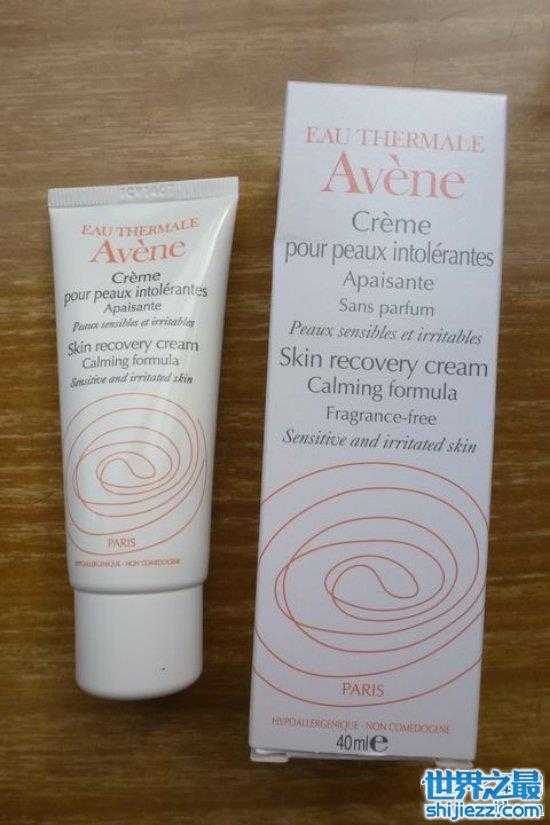 EAU THERMALE
Avène
Crème
pour peaux intolérantes
Apaisante
Peaux sensibles et irritables
Skin recovery cream
Calming formula
Sensitive and irritated skin
PARIS
HYPOALLERGENIQUE - NON COMEDOGENE
EAU THERMALE
Avène
Crème
pour peaux intolérantes
Apaisante
Sans parfum
Peaux sensibles et irritables
Skin recovery cream
Calming formula
Fragrance-free
Sensitive and irritated skin
PARIS
HYPOALLERGENIQUE - NON COMEDOGENE
40ml℮
世界之最
shijiezz.com